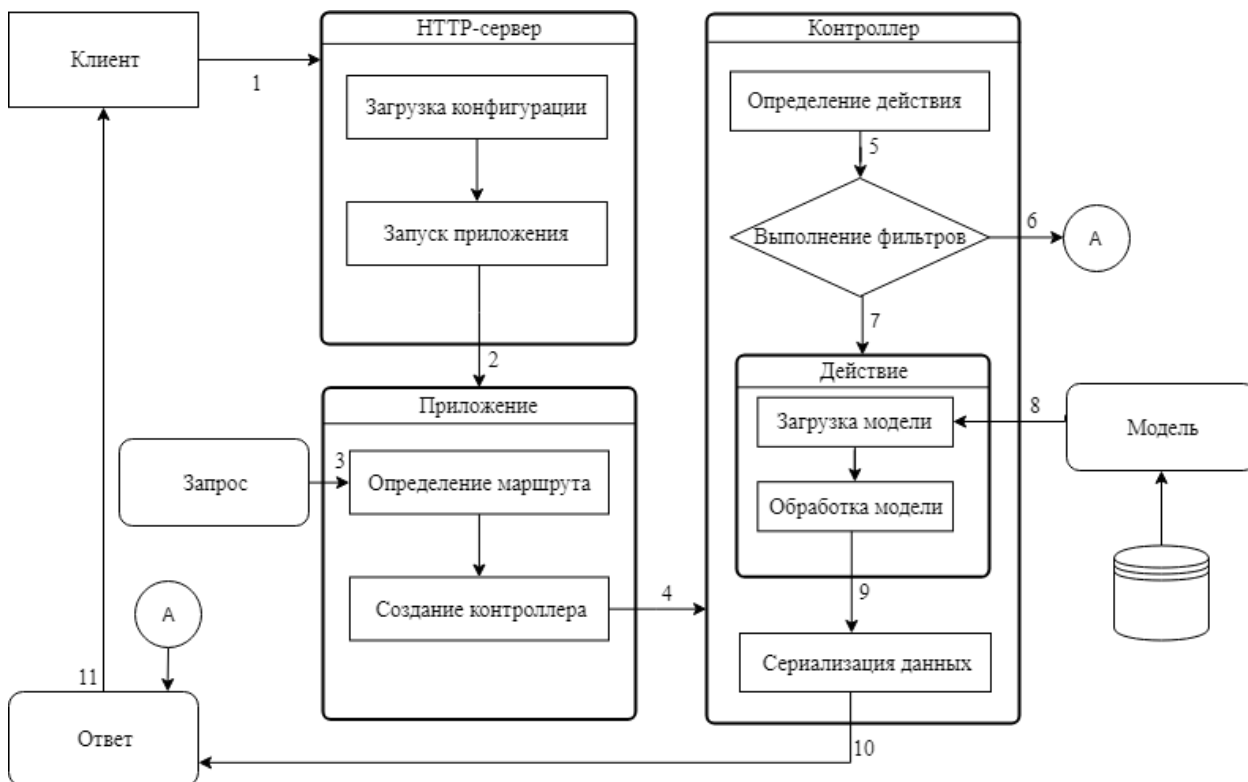 Клиент
1
HTTP-сервер
Загрузка конфигурации
Запуск приложения
2
Приложение
Запрос
3
Определение маршрута
Создание контроллера
4
Контроллер
Определение действия
5
Выполнение фильтров
6
A
7
Действие
Загрузка модели
8
Модель
Обработка модели
9
Сериализация данных
10
A
Ответ
11